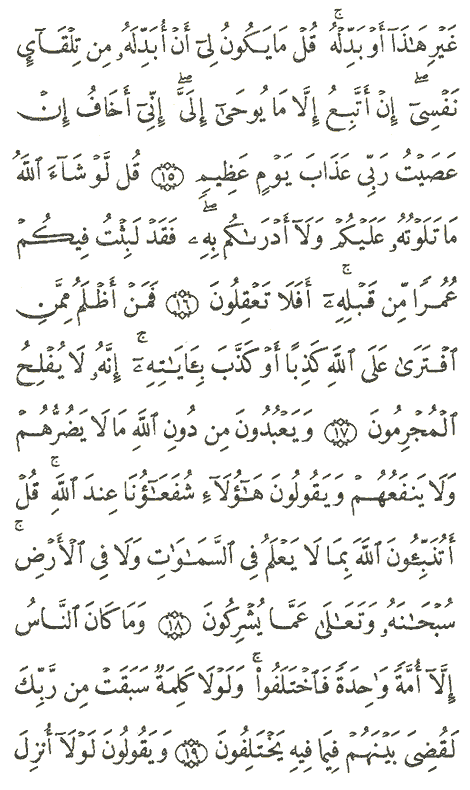 غَيْرِ هَـٰذَآ أَوْ بَدِّلْهُ ۚ قُلْ مَا يَكُونُ لِىٓ أَنْ أُبَدِّلَهُۥ مِن تِلْقَآئِ
نَفْسِىٓ ۖ إِنْ أَتَّبِعُ إِلَّا مَا يُوحَىٰٓ إِلَىَّ ۖ إِنِّىٓ أَخَافُ إِنْ
عَصَيْتُ رَبِّى عَذَابَ يَوْمٍ عَظِيمٍ ١٥ قُل لَّوْ شَآءَ ٱللَّهُ
مَا تَلَوْتُهُۥ عَلَيْكُمْ وَلَآ أَدْرَىٰكُم بِهِۦ ۖ فَقَدْ لَبِثْتُ فِيكُمْ
عُمُرًا مِّن قَبْلِهِۦٓ ۚ أَفَلَا تَعْقِلُونَ ١٦ فَمَنْ أَظْلَمُ مِمَّنِ
ٱفْتَرَىٰ عَلَى ٱللَّهِ كَذِبًا أَوْ كَذَّبَ بِـَٔايَـٰتِهِۦٓ ۚ إِنَّهُۥ لَا يُفْلِحُ
ٱلْمُجْرِمُونَ ١٧ وَيَعْبُدُونَ مِن دُونِ ٱللَّهِ مَا لَا يَضُرُّهُمْ
وَلَا يَنفَعُهُمْ وَيَقُولُونَ هَـٰٓؤُلَآءِ شُفَعَـٰٓؤُنَا عِندَ ٱللَّهِ ۚ قُلْ
أَتُنَبِّـُٔونَ ٱللَّهَ بِمَا لَا يَعْلَمُ فِى ٱلسَّمَـٰوَٰتِ وَلَا فِى ٱلْأَرْضِ ۚ
سُبْحَـٰنَهُۥ وَتَعَـٰلَىٰ عَمَّا يُشْرِكُونَ ١٨ وَمَا كَانَ ٱلنَّاسُ
إِلَّآ أُمَّةً وَٰحِدَةً فَٱخْتَلَفُوا۟ ۚ وَلَوْلَا كَلِمَةٌ سَبَقَتْ مِن رَّبِّكَ
لَقُضِىَ بَيْنَهُمْ فِيمَا فِيهِ يَخْتَلِفُونَ ١٩ وَيَقُولُونَ لَوْلَآ أُنزِلَ